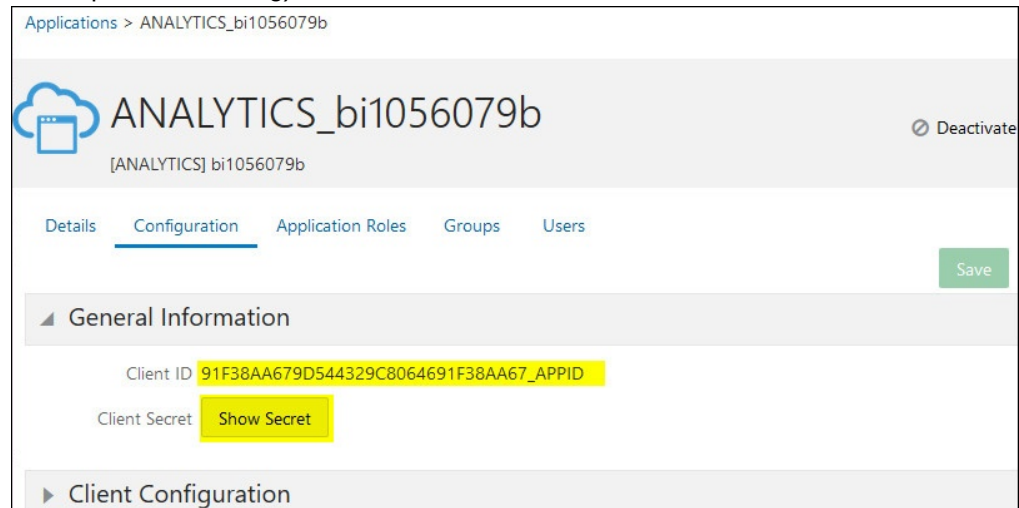 Applications > ANALYTICS_bi1056079b
ANALYTICS_bi1056079b
Deactivate
[ANALYTICS] bi1056079b
Details Configuration Application Roles Groups Users
Save
General Information
Client ID 91F38AA679D544329C8064691F38AA67_APPID
Client Secret Show Secret
Client Configuration